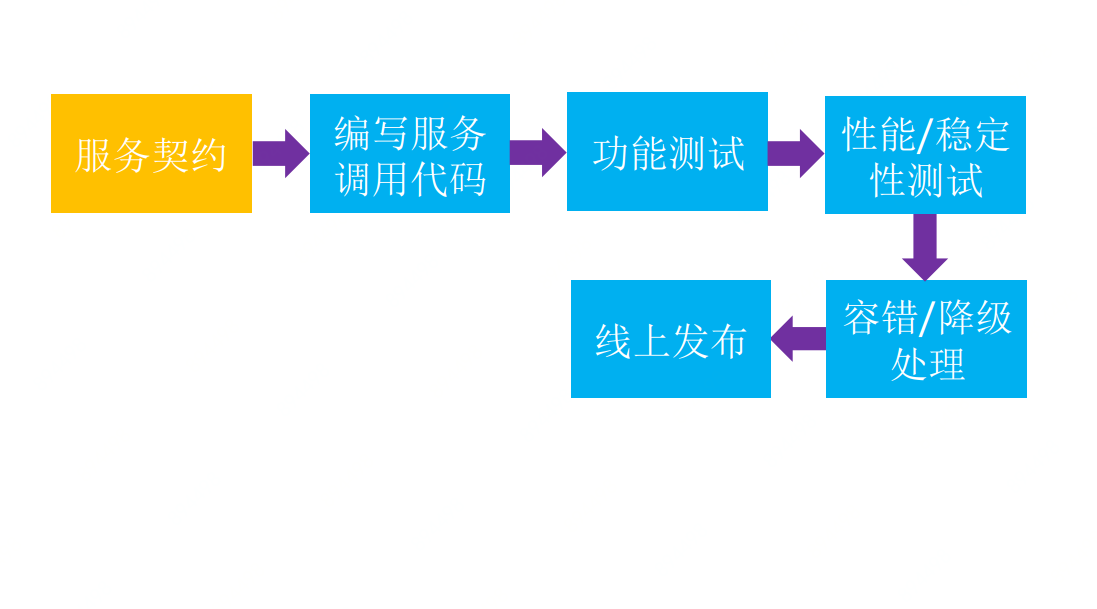 服务契约
编写服务
调用代码
功能测试
性能/稳定
性测试
容错/降级
处理
线上发布